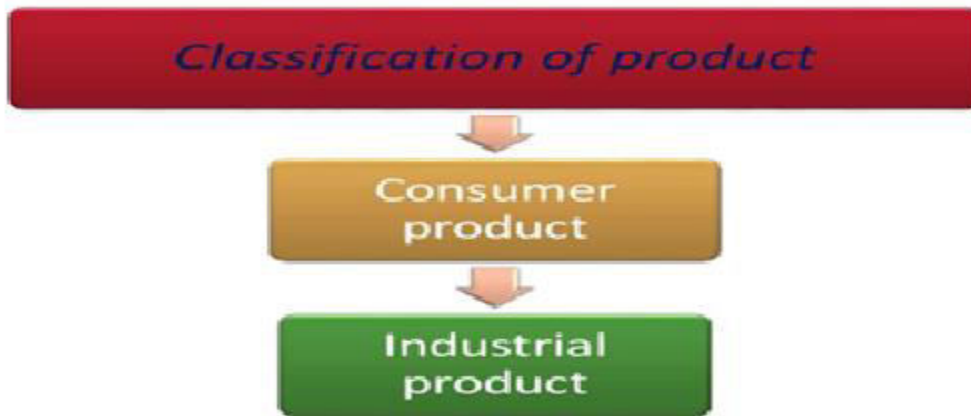 Classification of product
Consumer
product
Industrial
product